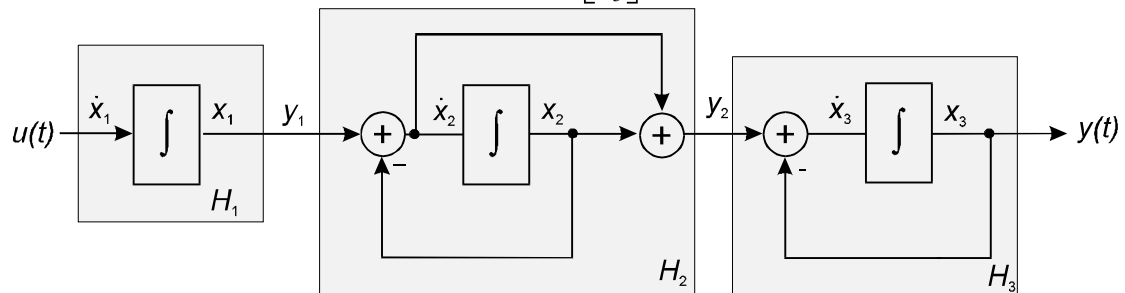 u(t)
ẋ₁
∫
x₁
H₁
y₁
+
−
ẋ₂
∫
x₂
+
H₂
y₂
+
-
ẋ₃
∫
x₃
H₃
y(t)